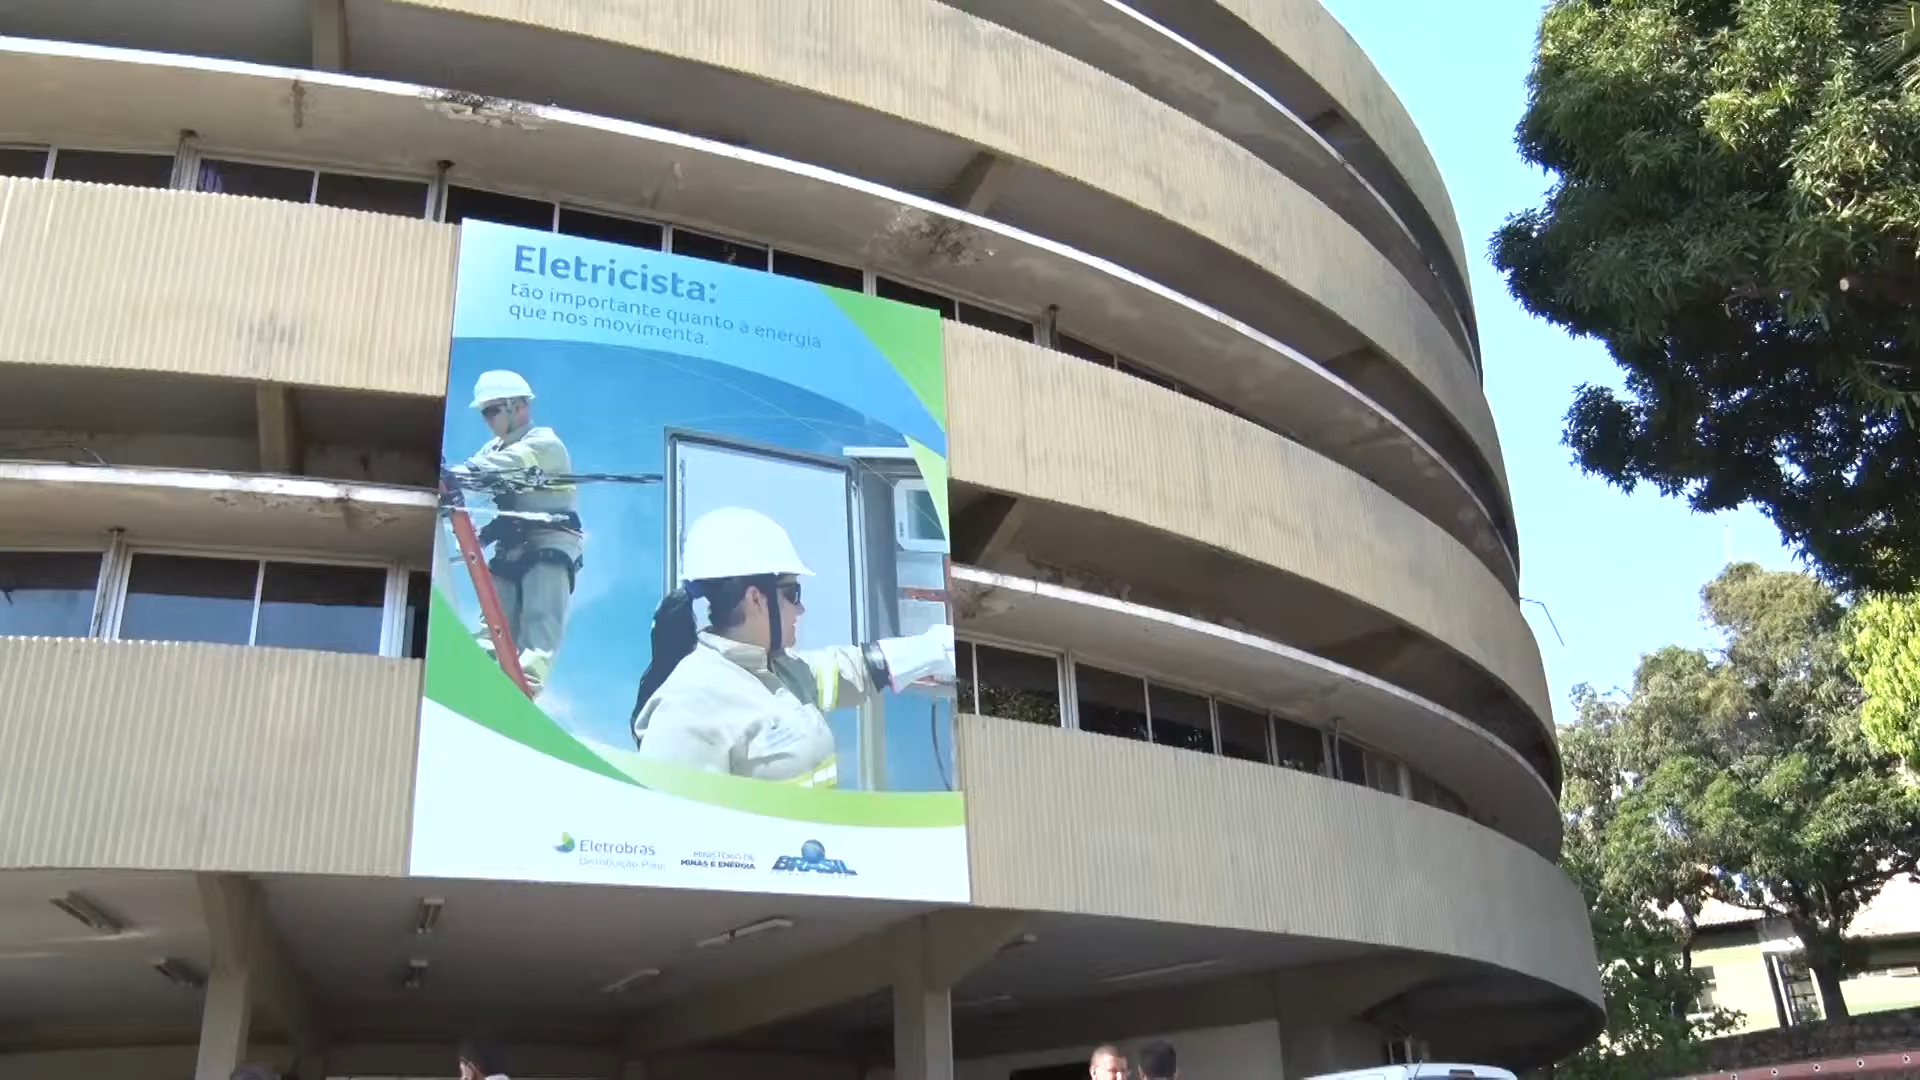 Eletricista:
tão importante quanto a energia
que nos movimenta.
Eletrobras
Distribuição Piauí
MINISTÉRIO DE
MINAS E ENERGIA
BRASIL